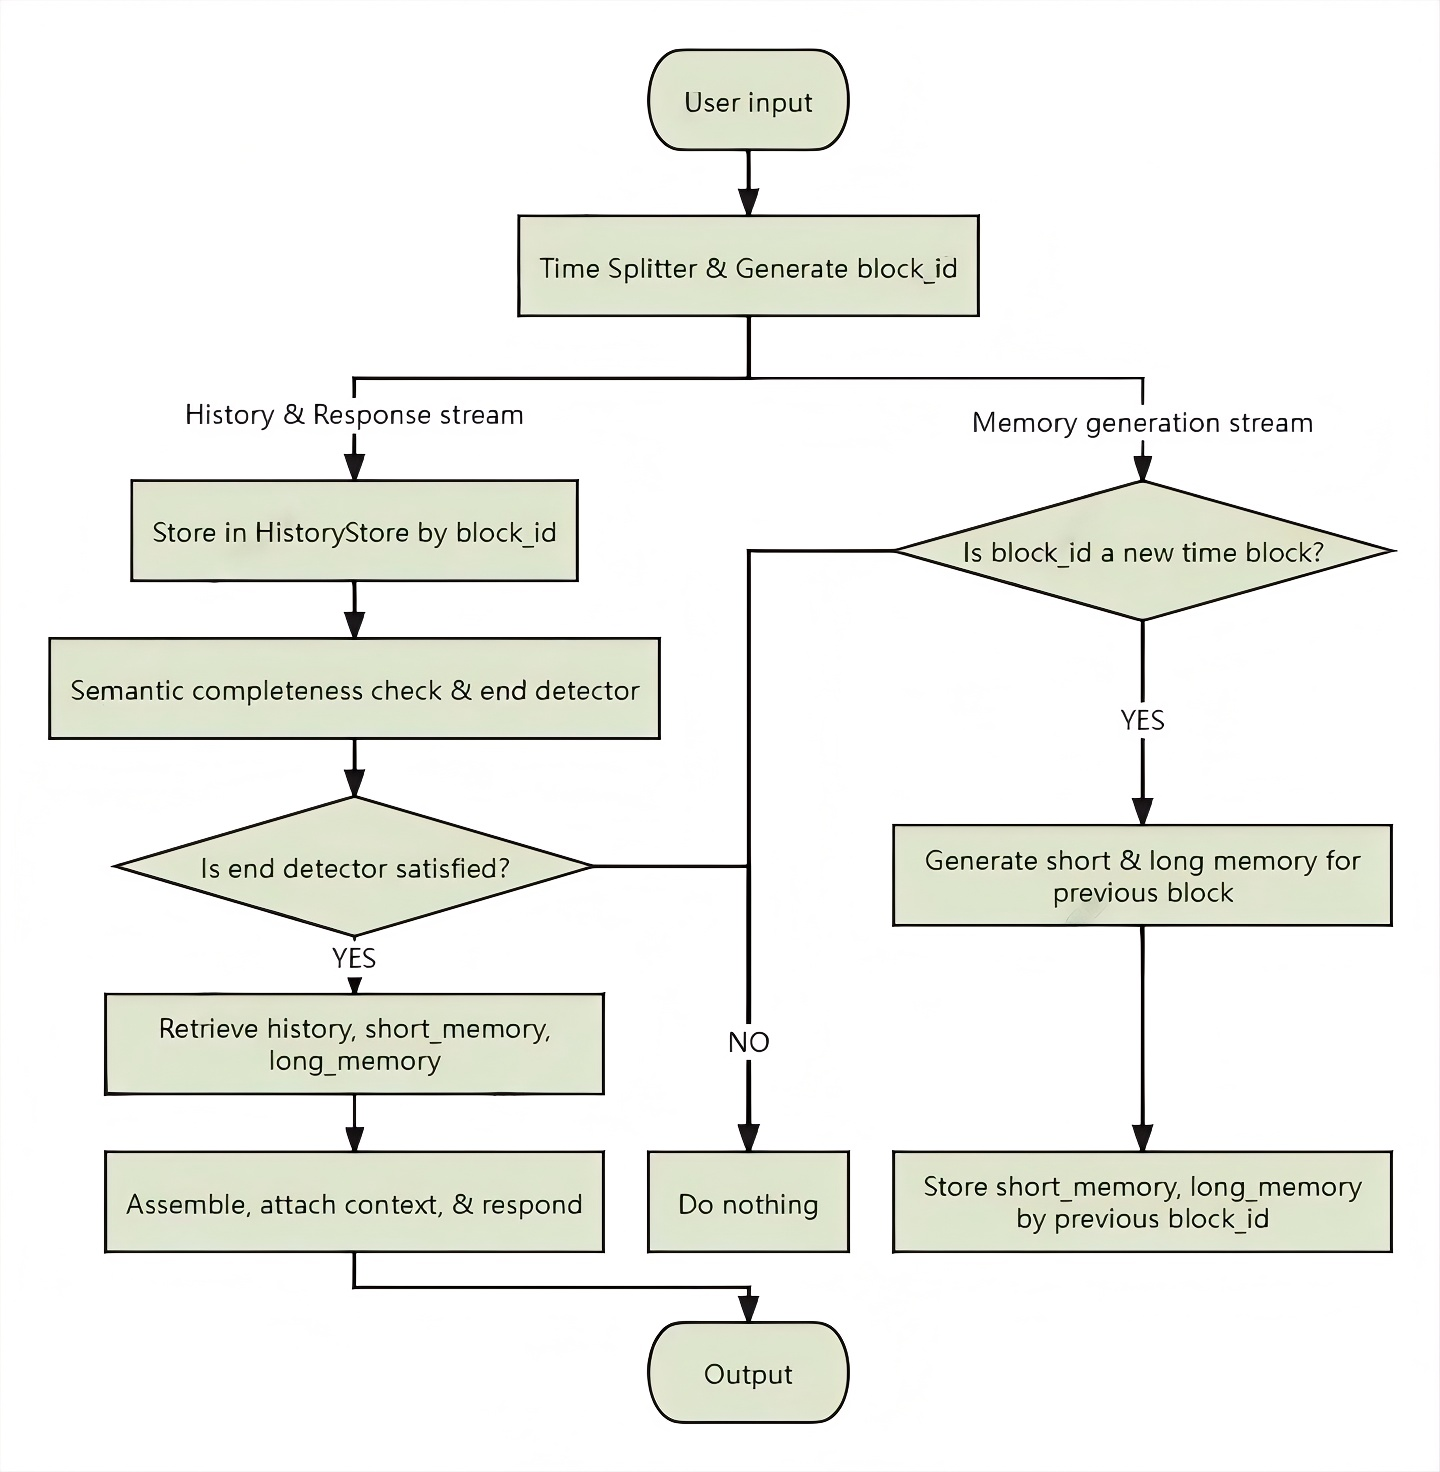 User input
Time Splitter & Generate block_id
History & Response stream
Memory generation stream
Store in HistoryStore by block_id
Is block_id a new time block?
Semantic completeness check & end detector
YES
Is end detector satisfied?
Generate short & long memory for
previous block
YES
Retrieve history, short_memory,
long_memory
NO
Assemble, attach context, & respond
Do nothing
Store short_memory, long_memory
by previous block_id
Output